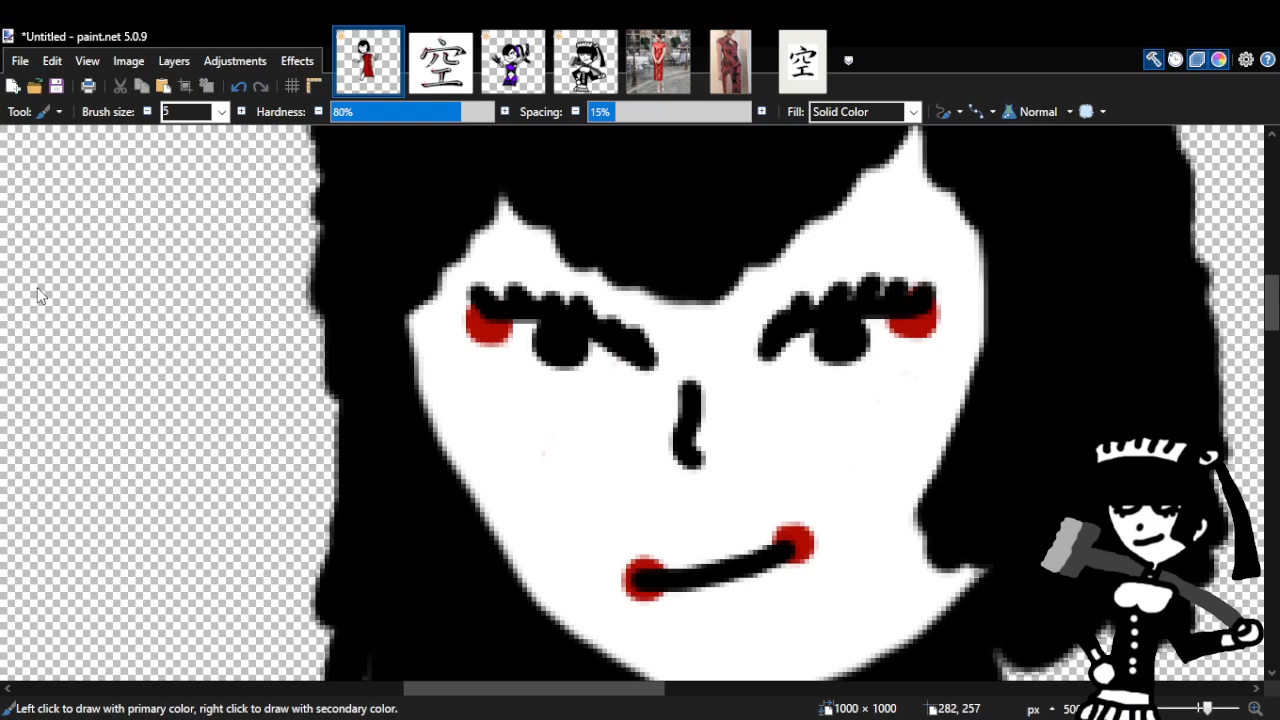 *Untitled - paint.net 5.0.9
空
空
File Edit View Image Layers Adjustments Effects
Tool: Brush size: 5 Hardness: 80% Spacing: 15% Fill: Solid Color Normal
Left click to draw with primary color, right click to draw with secondary color. 1000 × 1000 282, 257 px